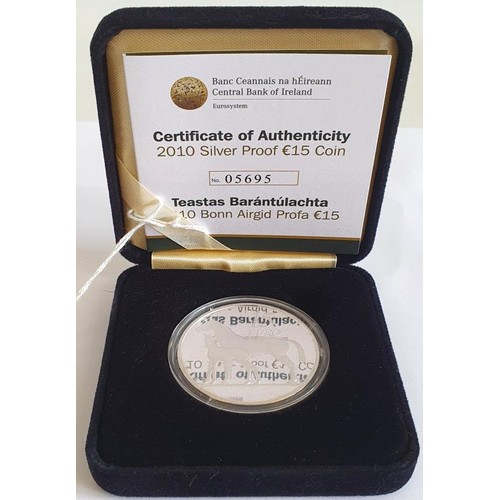 Banc Ceannais na hÉireann
Central Bank of Ireland
Eurosystem
Certificate of Authenticity
2010 Silver Proof €15 Coin
No. 05695
Teastas Barántúlachta
10 Bonn Airgid Profa €15